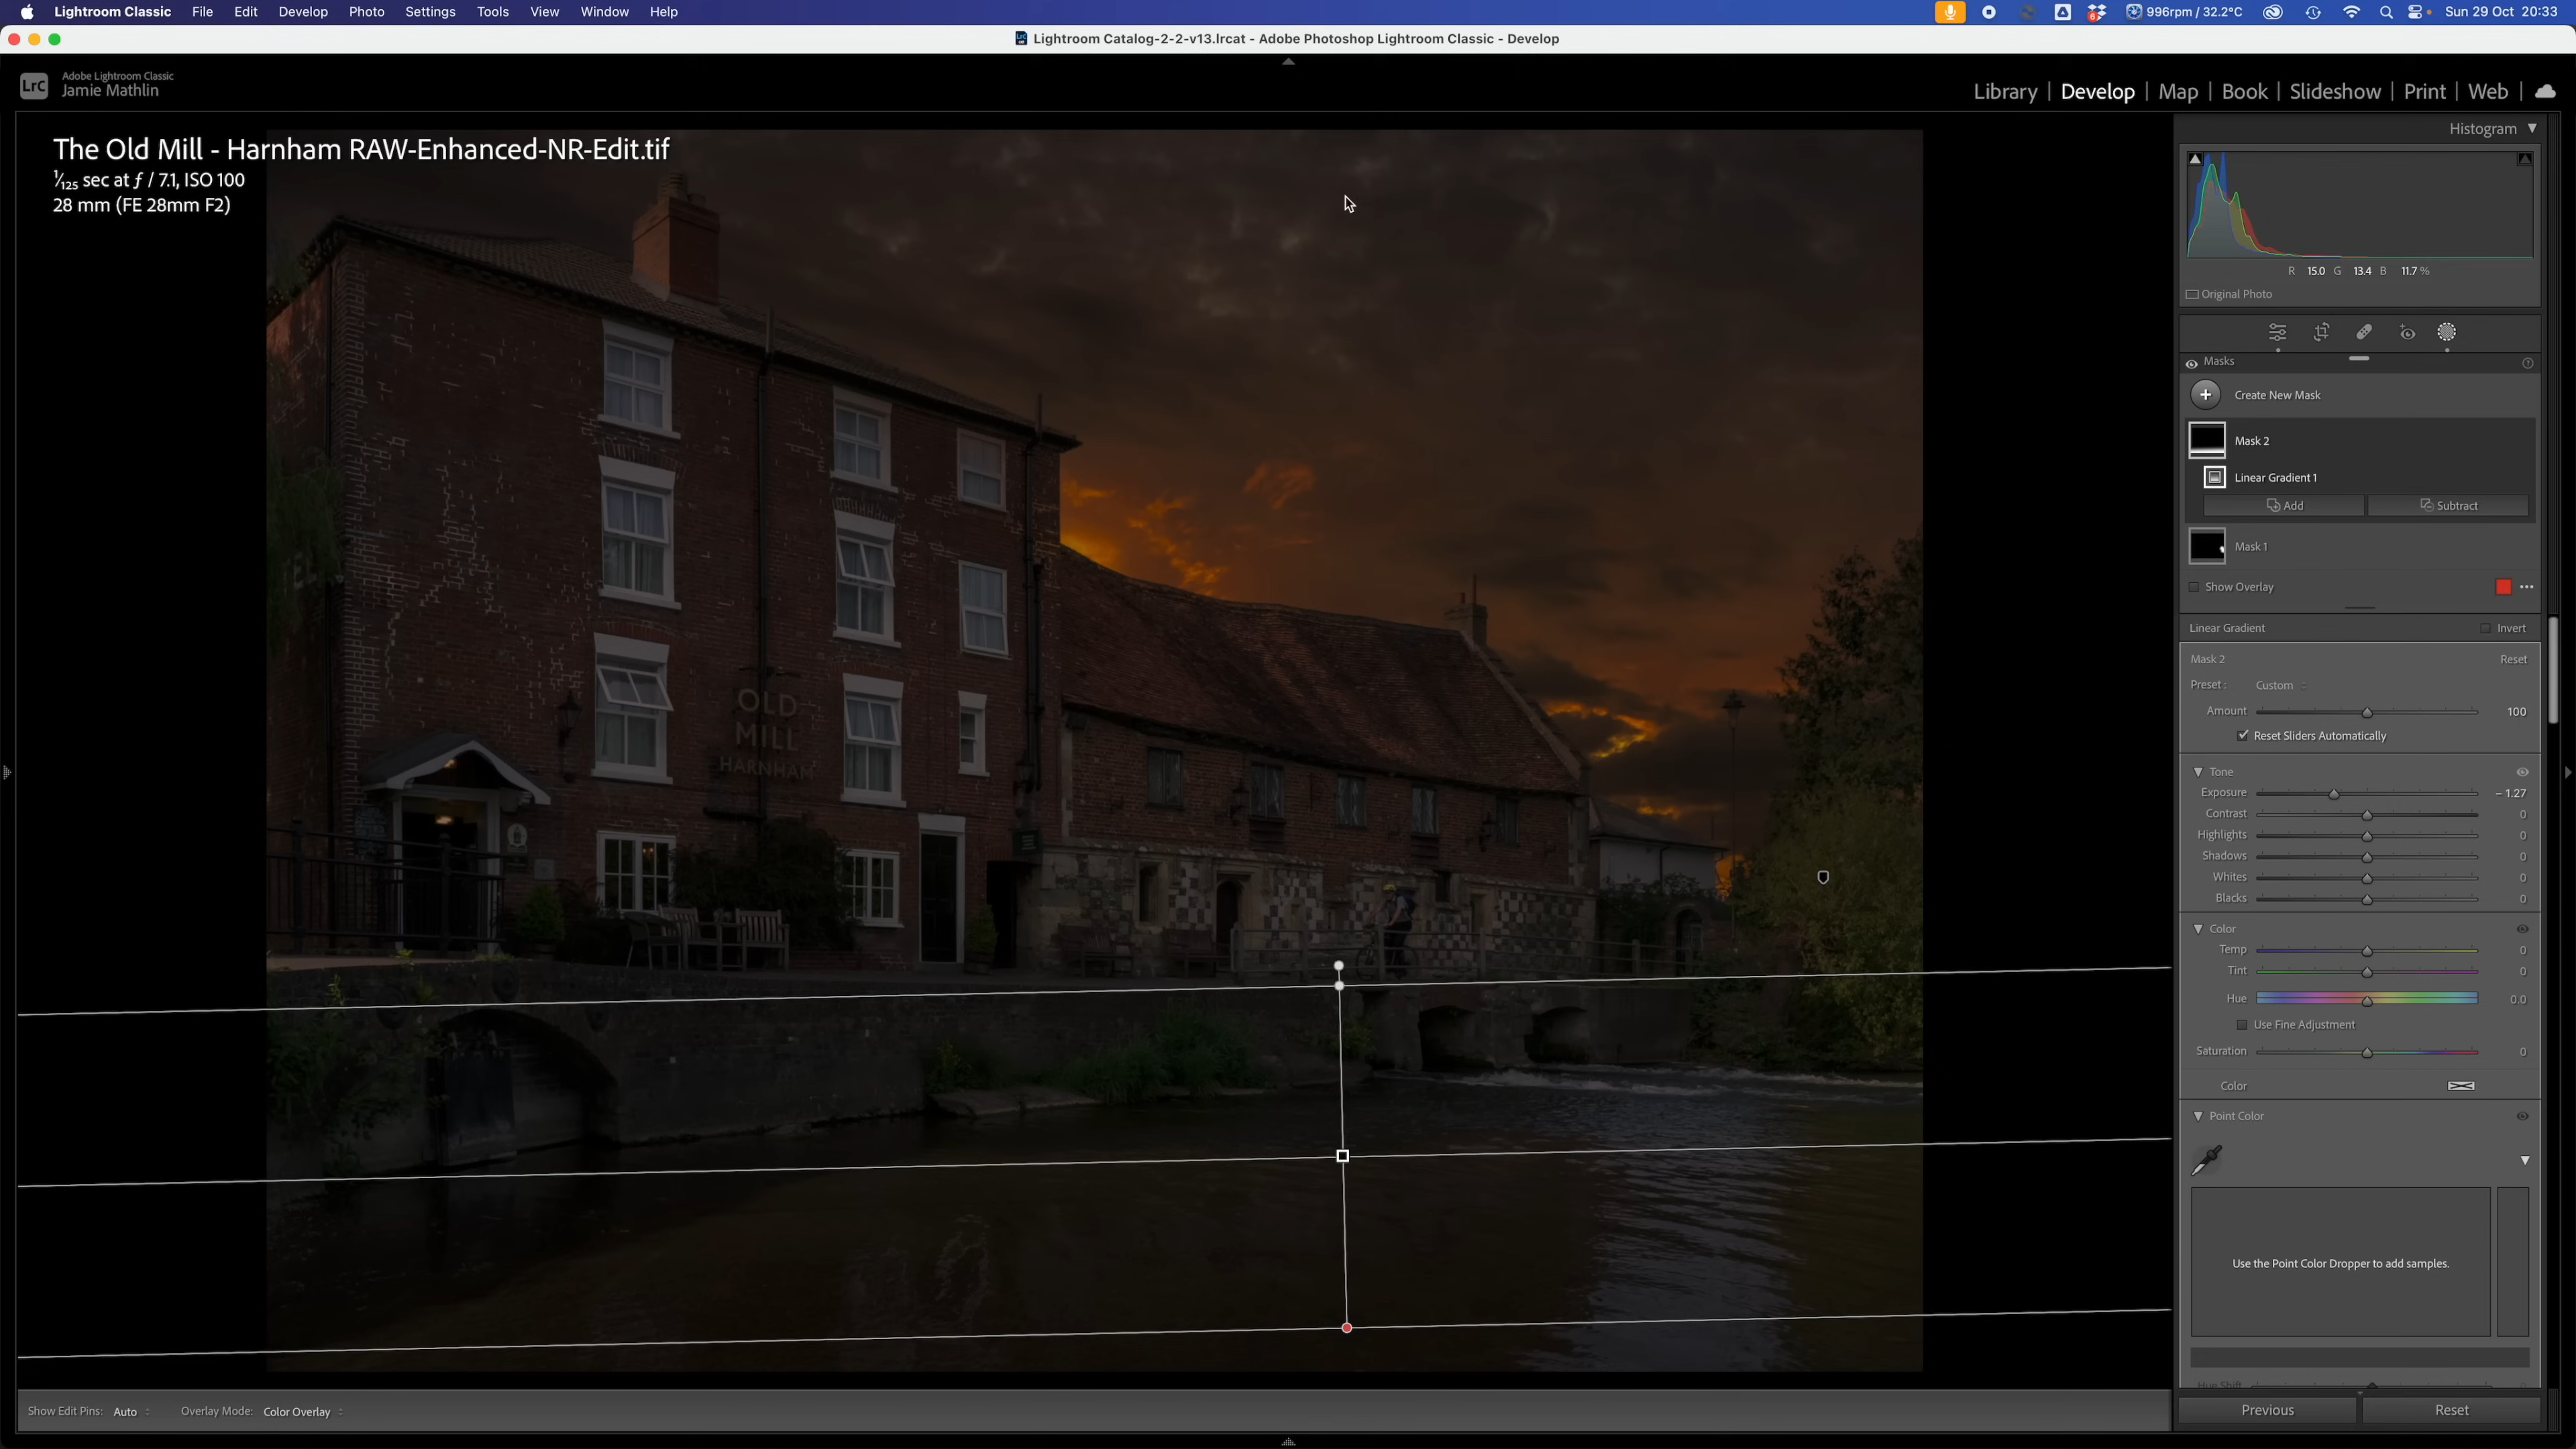 Lightroom Classic File Edit Develop Photo Settings Tools View Window Help
996rpm / 32.2°C Sun 29 Oct 20:33
Lightroom Catalog-2-2-v13.lrcat - Adobe Photoshop Lightroom Classic - Develop
LrC
Adobe Lightroom Classic
Jamie Mathlin
Library | Develop | Map | Book | Slideshow | Print | Web |
The Old Mill - Harnham RAW-Enhanced-NR-Edit.tif
1/125 sec at ƒ / 7.1, ISO 100
28 mm (FE 28mm F2)
OLD
MILL
HARNHAM
Histogram
R 15.0 G 13.4 B 11.7 %
Original Photo
Masks
Create New Mask
Mask 2
Linear Gradient 1
Add Subtract
Mask 1
Show Overlay
Linear Gradient Invert
Mask 2 Reset
Preset : Custom
Amount 100
Reset Sliders Automatically
Tone
Exposure – 1.27
Contrast 0
Highlights 0
Shadows 0
Whites 0
Blacks 0
Color
Temp 0
Tint 0
Hue 0.0
Use Fine Adjustment
Saturation 0
Color
Point Color
Use the Point Color Dropper to add samples.
Hue Shift
Previous Reset
Show Edit Pins: Auto Overlay Mode: Color Overlay